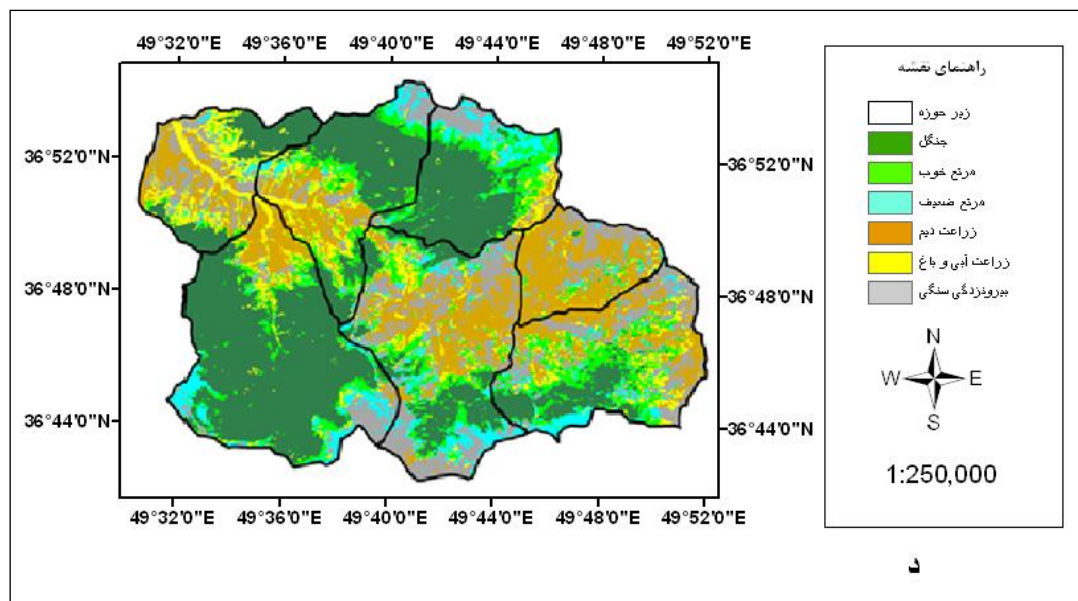 49°32'0"E 49°36'0"E 49°40'0"E 49°44'0"E 49°48'0"E 49°52'0"E
36°52'0"N 36°52'0"N
36°48'0"N 36°48'0"N
36°44'0"N 36°44'0"N
49°32'0"E 49°36'0"E 49°40'0"E 49°44'0"E 49°48'0"E 49°52'0"E
راهنمای نقشه
زیر حوزه
جنگل
مرتع خوب
مرتع ضعیف
زراعت دیم
زراعت آبی و باغ
بیرونزدگی سنگی
N
W E
S
1:250,000
د